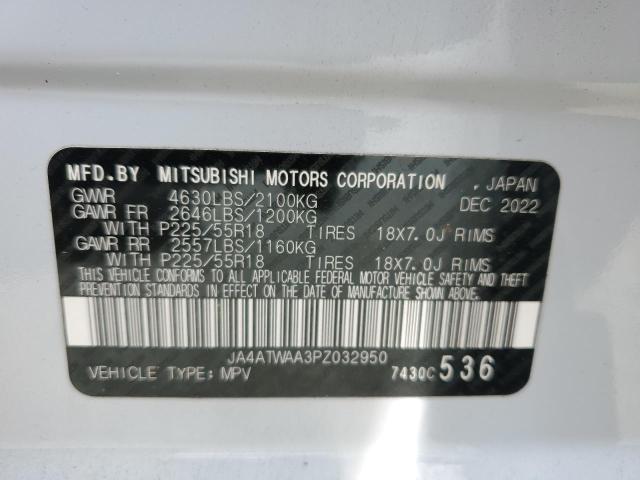 MFD.BY MITSUBISHI MOTORS CORPORATION , JAPAN
GVWR 4630LBS/2100KG DEC 2022
GAWR FR 2646LBS/1200KG
WITH P225/55R18 TIRES 18X7.0J RIMS
GAWR RR 2557LBS/1160KG
WITH P225/55R18 TIRES 18X7.0J RIMS
THIS VEHICLE CONFORMS TO ALL APPLICABLE FEDERAL MOTOR VEHICLE SAFETY AND THEFT
PREVENTION STANDARDS IN EFFECT ON THE DATE OF MANUFACTURE SHOWN ABOVE.
JA4ATWAA3PZ032950
VEHICLE TYPE: MPV 7430C 536